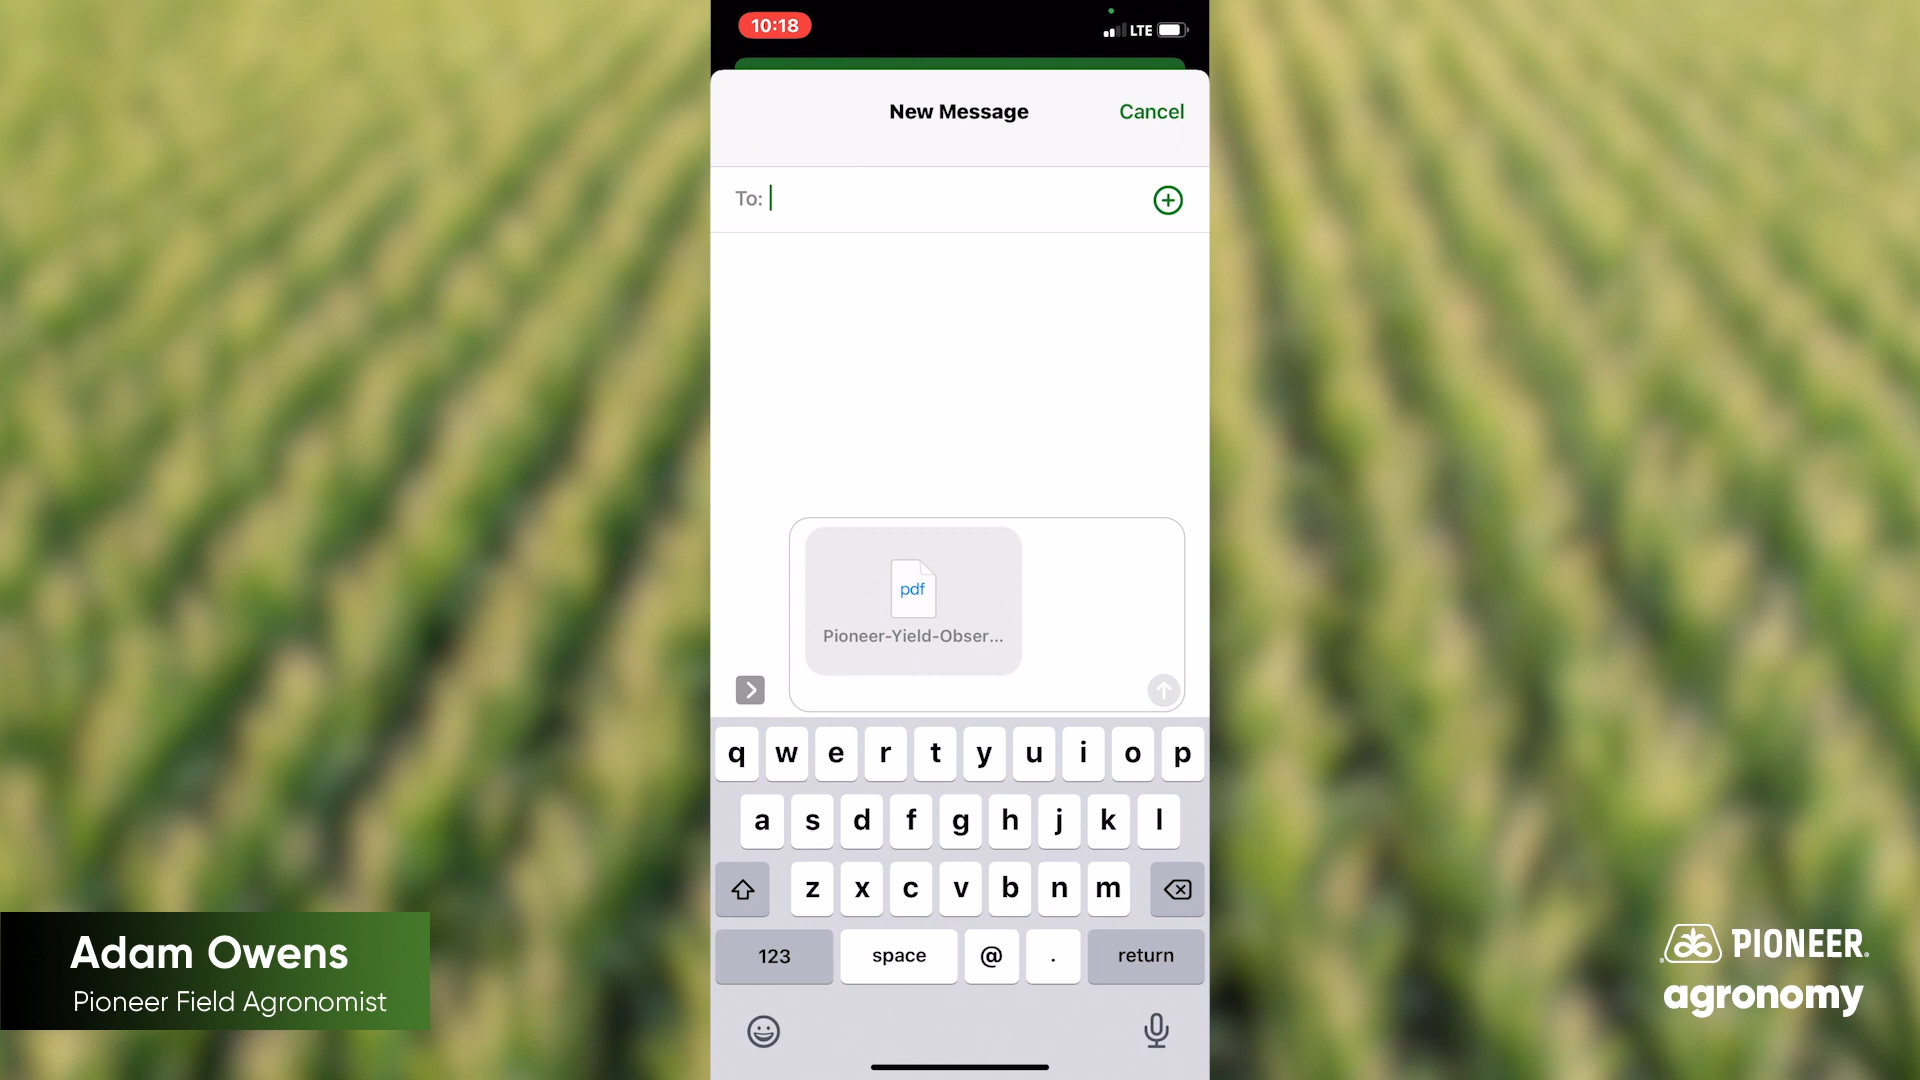 10:18
LTE
New Message
Cancel
To:
pdf
Pioneer-Yield-Obser...
q w e r t y u i o p
a s d f g h j k l
z x c v b n m
123 space @ . return
Adam Owens
Pioneer Field Agronomist
PIONEER®
agronomy